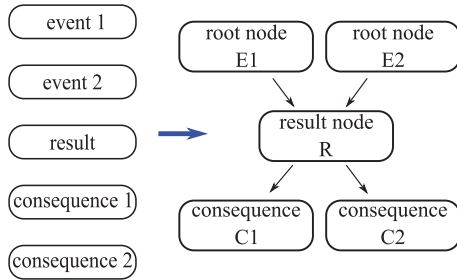 event 1
event 2
result
consequence 1
consequence 2
root node
E1
root node
E2
result node
R
consequence
C1
consequence
C2